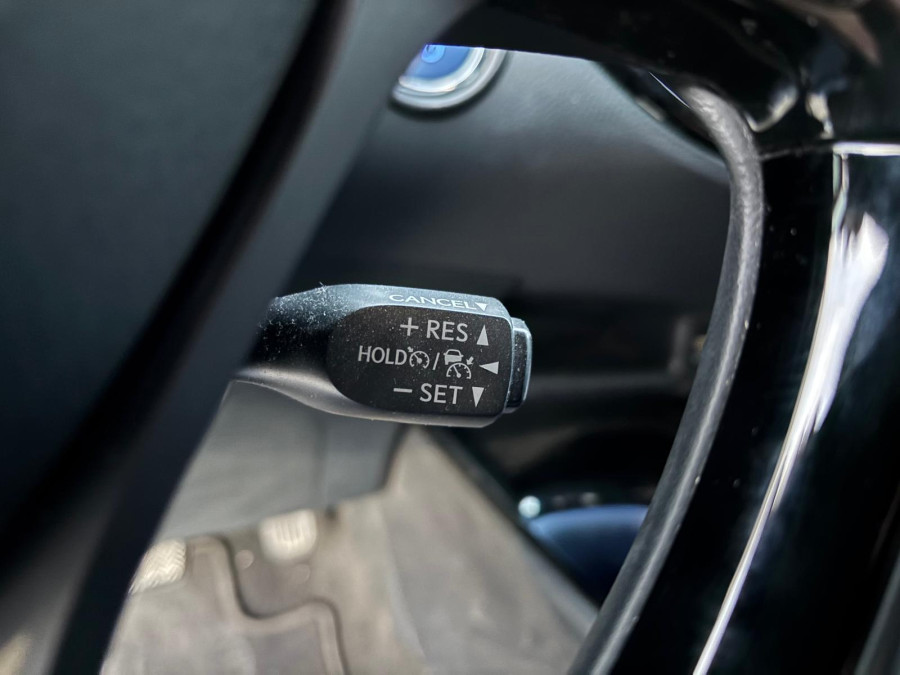 CANCEL
+ RES
HOLD /
− SET